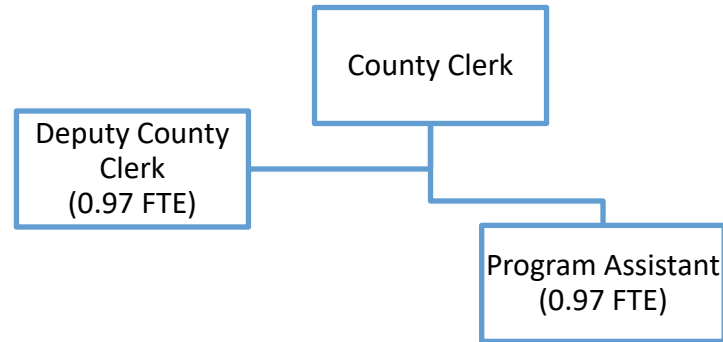 County Clerk
Deputy County
Clerk
(0.97 FTE)
Program Assistant
(0.97 FTE)